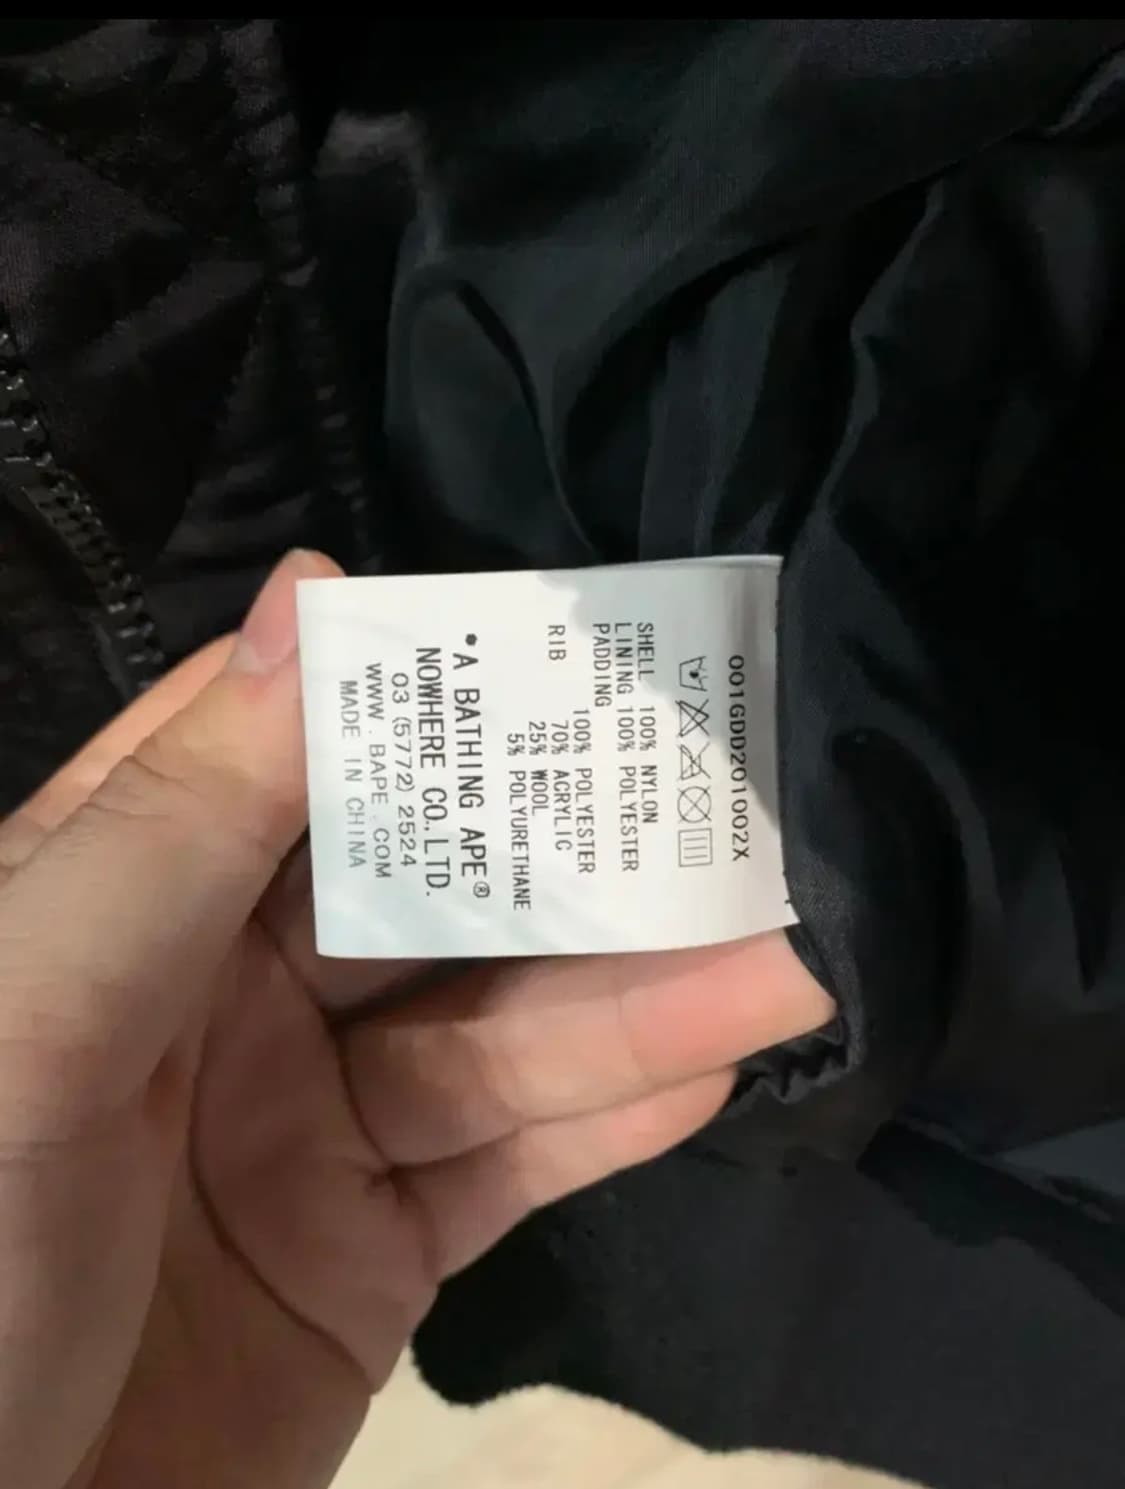 001GDD201002X
SHELL 100% NYLON
LINING 100% POLYESTER
PADDING
100% POLYESTER
RIB 70% ACRYLIC
25% WOOL
5% POLYURETHANE
•A BATHING APE®
NOWHERE CO.,LTD.
03 (5772) 2524
WWW.BAPE.COM
MADE IN CHINA